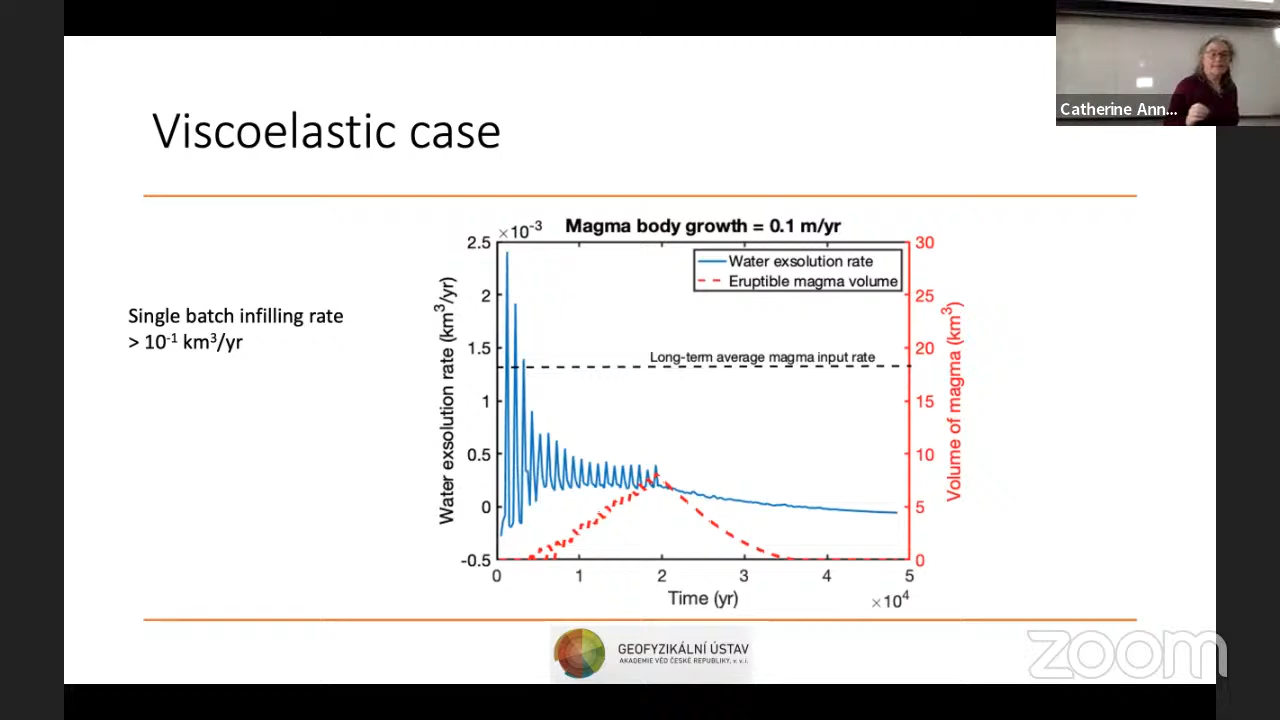 Catherine Ann...
Viscoelastic case
Single batch infilling rate
> 10⁻¹ km³/yr
Magma body growth = 0.1 m/yr
×10⁻³
Water exsolution rate
Eruptible magma volume
Long-term average magma input rate
Water exsolution rate (km³/yr)
2.5
2
1.5
1
0.5
0
-0.5
Volume of magma (km³)
30
25
20
15
10
5
0
0 1 2 3 4 5
Time (yr)
×10⁴
GEOFYZIKÁLNÍ ÚSTAV
AKADEMIE VĚD ČESKÉ REPUBLIKY, v. v. i.
zoom